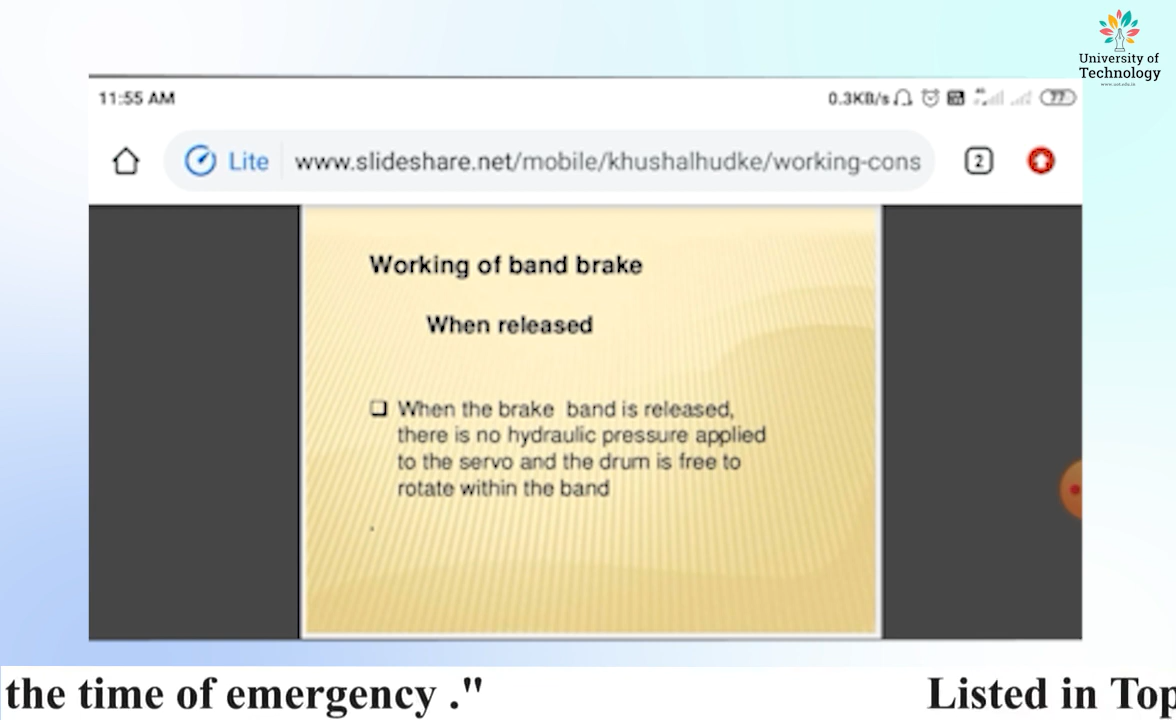 University of
Technology
11:55 AM
0.3KB/s
77
Lite
www.slideshare.net/mobile/khushalhudke/working-cons
2
Working of band brake
When released
When the brake band is released,
there is no hydraulic pressure applied
to the servo and the drum is free to
rotate within the band
.
the time of emergency ."
Listed in Top